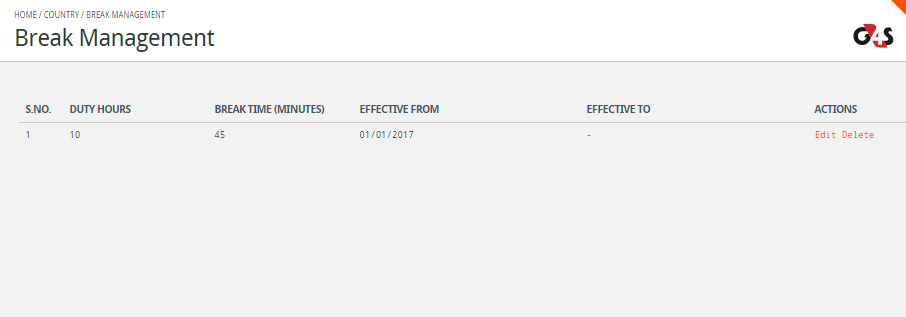 HOME / COUNTRY / BREAK MANAGEMENT
Break Management
G4S
S.NO. DUTY HOURS BREAK TIME (MINUTES) EFFECTIVE FROM EFFECTIVE TO ACTIONS
1 10 45 01/01/2017 – Edit Delete